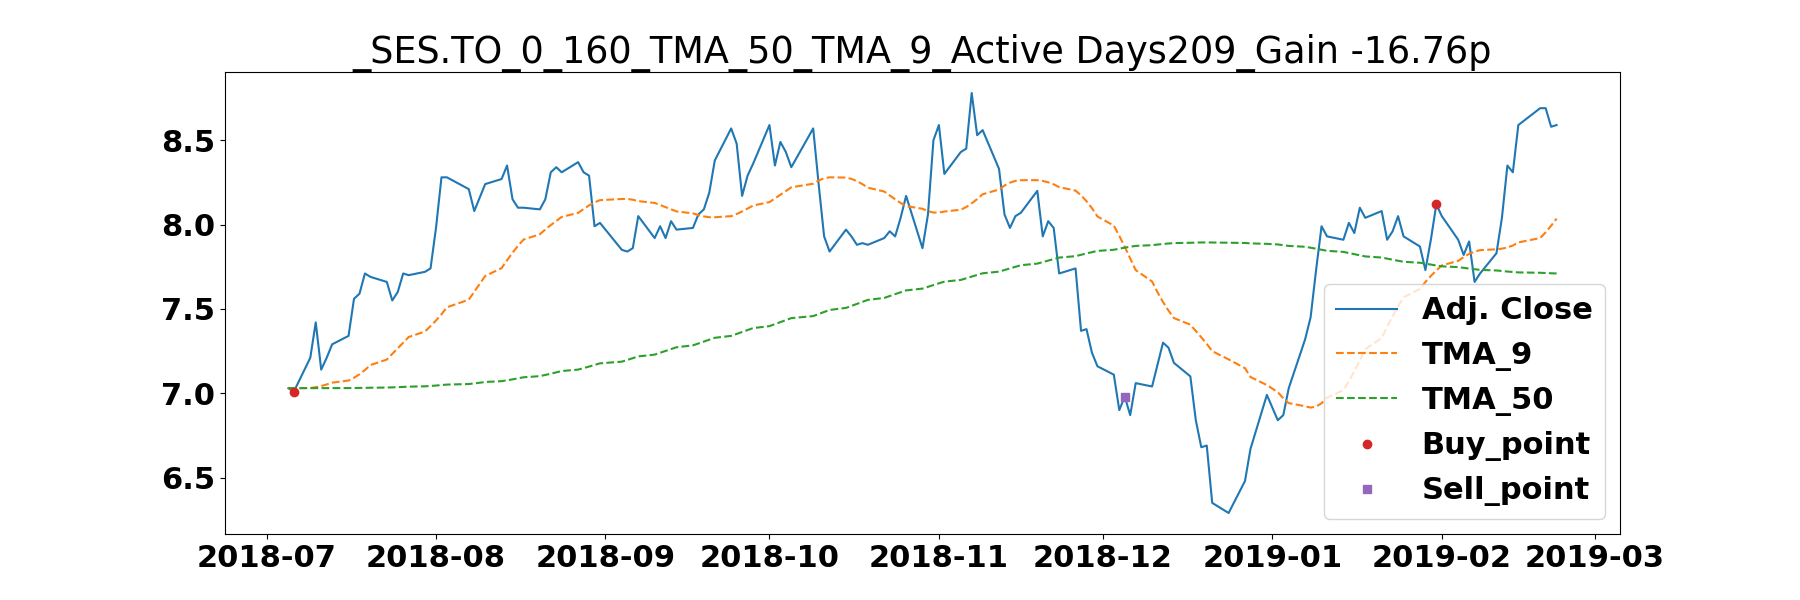 _SES.TO_0_160_TMA_50_TMA_9_Active Days209_Gain -16.76p
8.5
8.0
7.5
7.0
6.5
Adj. Close
TMA_9
TMA_50
Buy_point
Sell_point
2018-07 2018-08 2018-09 2018-10 2018-11 2018-12 2019-01 2019-02 2019-03